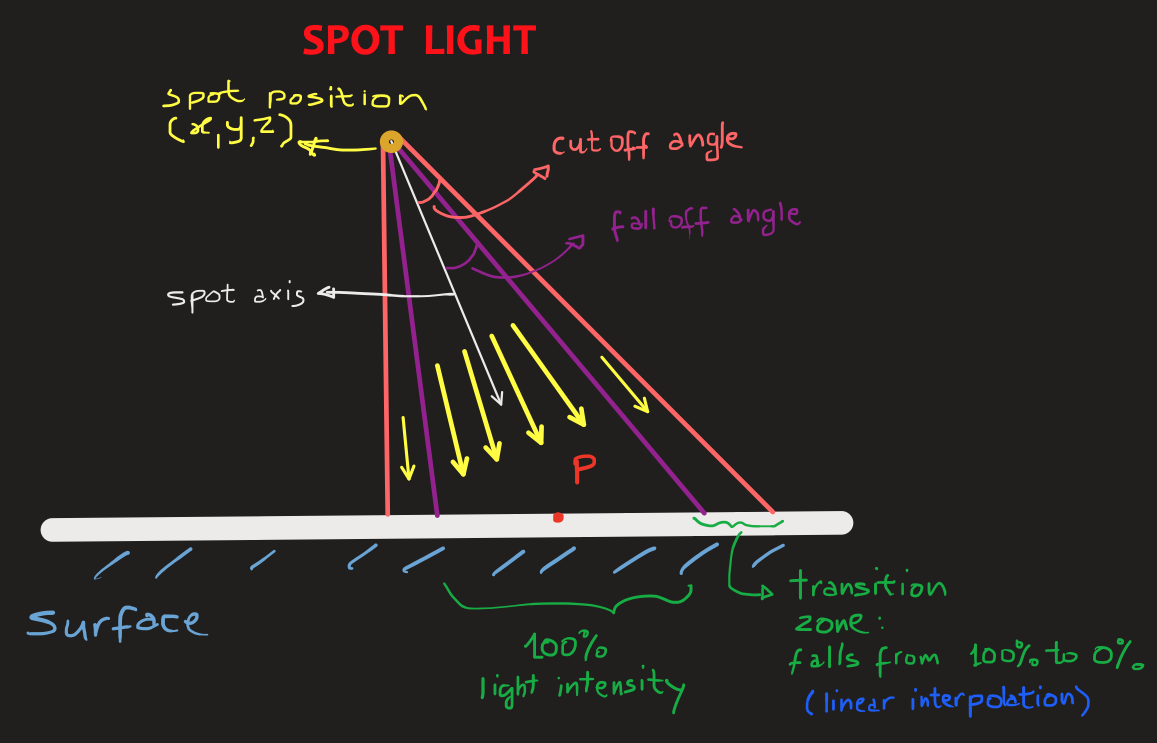 SPOT LIGHT
spot position
(x,y,z)
cut off angle
fall off angle
spot axis
P
Surface
100%
light intensity
transition
zone:
falls from 100% to 0%
(linear interpolation)